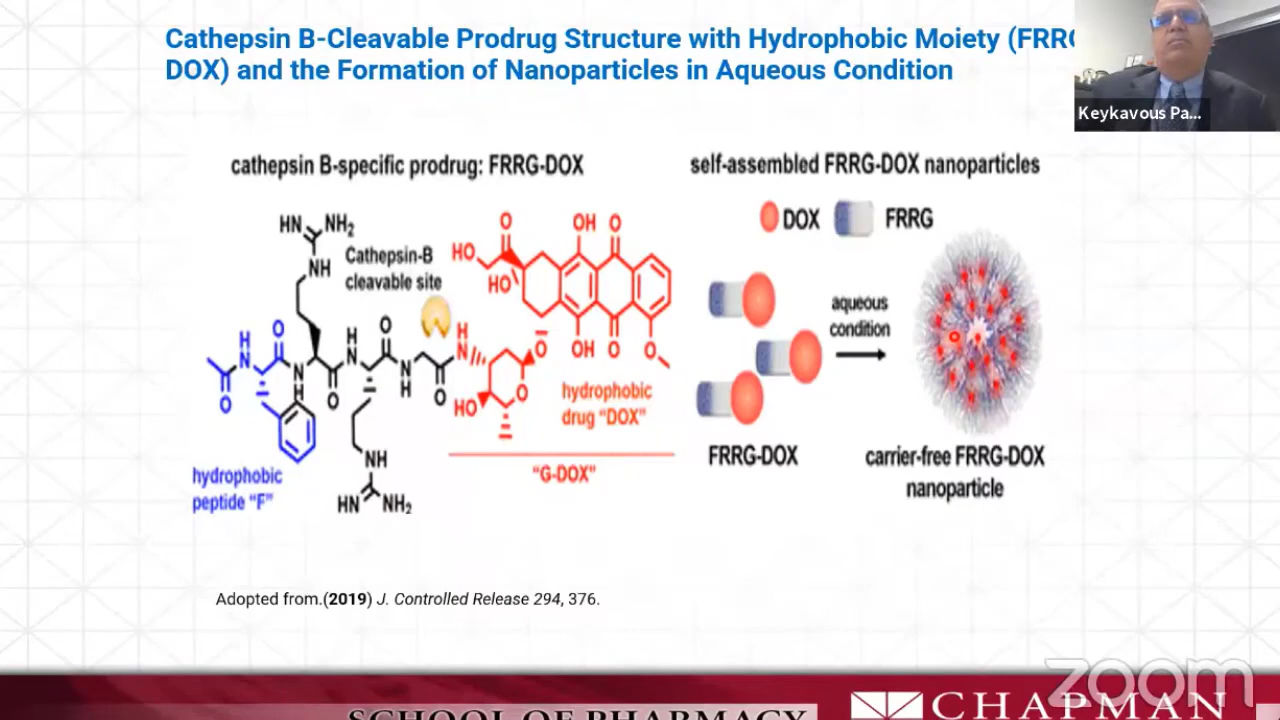 Cathepsin B-Cleavable Prodrug Structure with Hydrophobic Moiety (FRRG
DOX) and the Formation of Nanoparticles in Aqueous Condition
Keykavous Pa...
cathepsin B-specific prodrug: FRRG-DOX
self-assembled FRRG-DOX nanoparticles
DOX
FRRG
HN
NH₂
NH
Cathepsin-B
cleavable site
HO
O
OH
O
HO
aqueous
condition
H
N
O
H
N
O
H
N
O
OH
O
O
O
N
H
O
N
H
O
HO
O
hydrophobic
drug "DOX"
NH
HN
NH₂
hydrophobic
peptide "F"
"G-DOX"
FRRG-DOX
carrier-free FRRG-DOX
nanoparticle
Adopted from.(2019) J. Controlled Release 294, 376.
zoom
SCHOOL OF PHARMACY
CHAPMAN